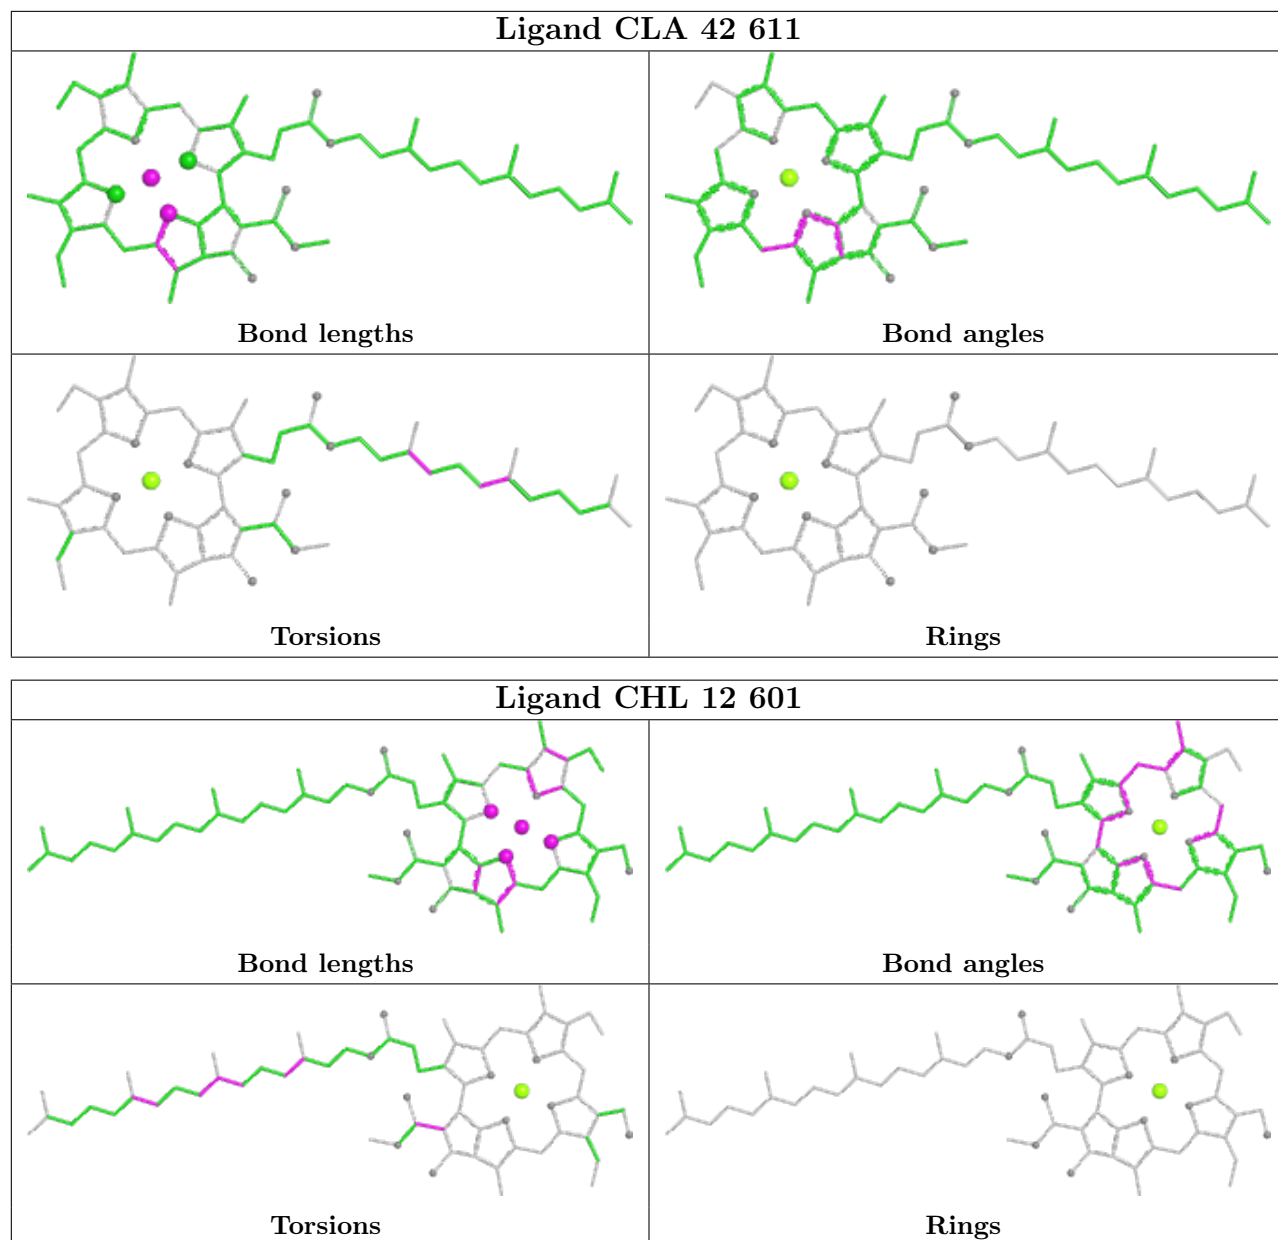 Ligand CLA 42 611
Bond lengths
Bond angles
Torsions
Rings
Ligand CHL 12 601
Bond lengths
Bond angles
Torsions
Rings